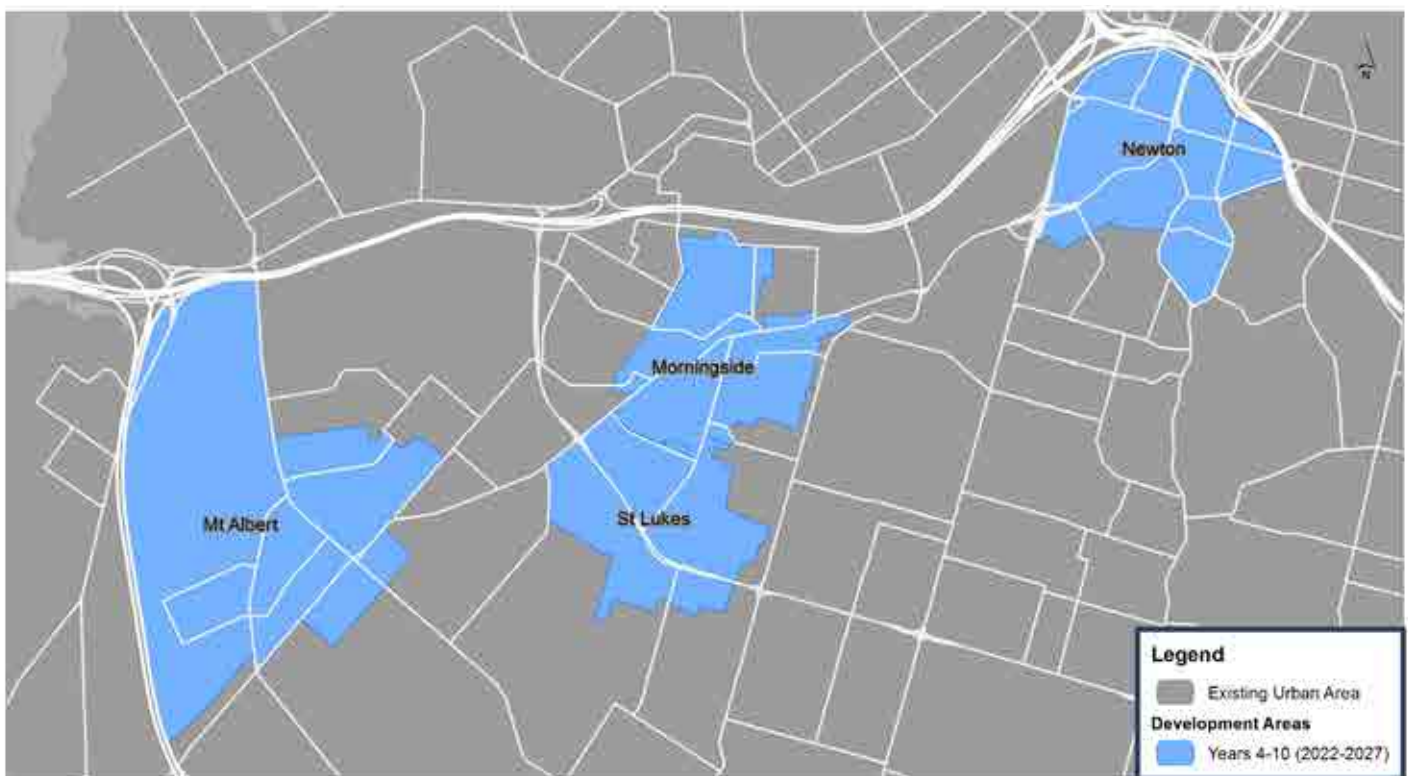 Newton
Morningside
Mt Albert
St Lukes
N
Legend
Existing Urban Area
Development Areas
Years 4-10 (2022-2027)